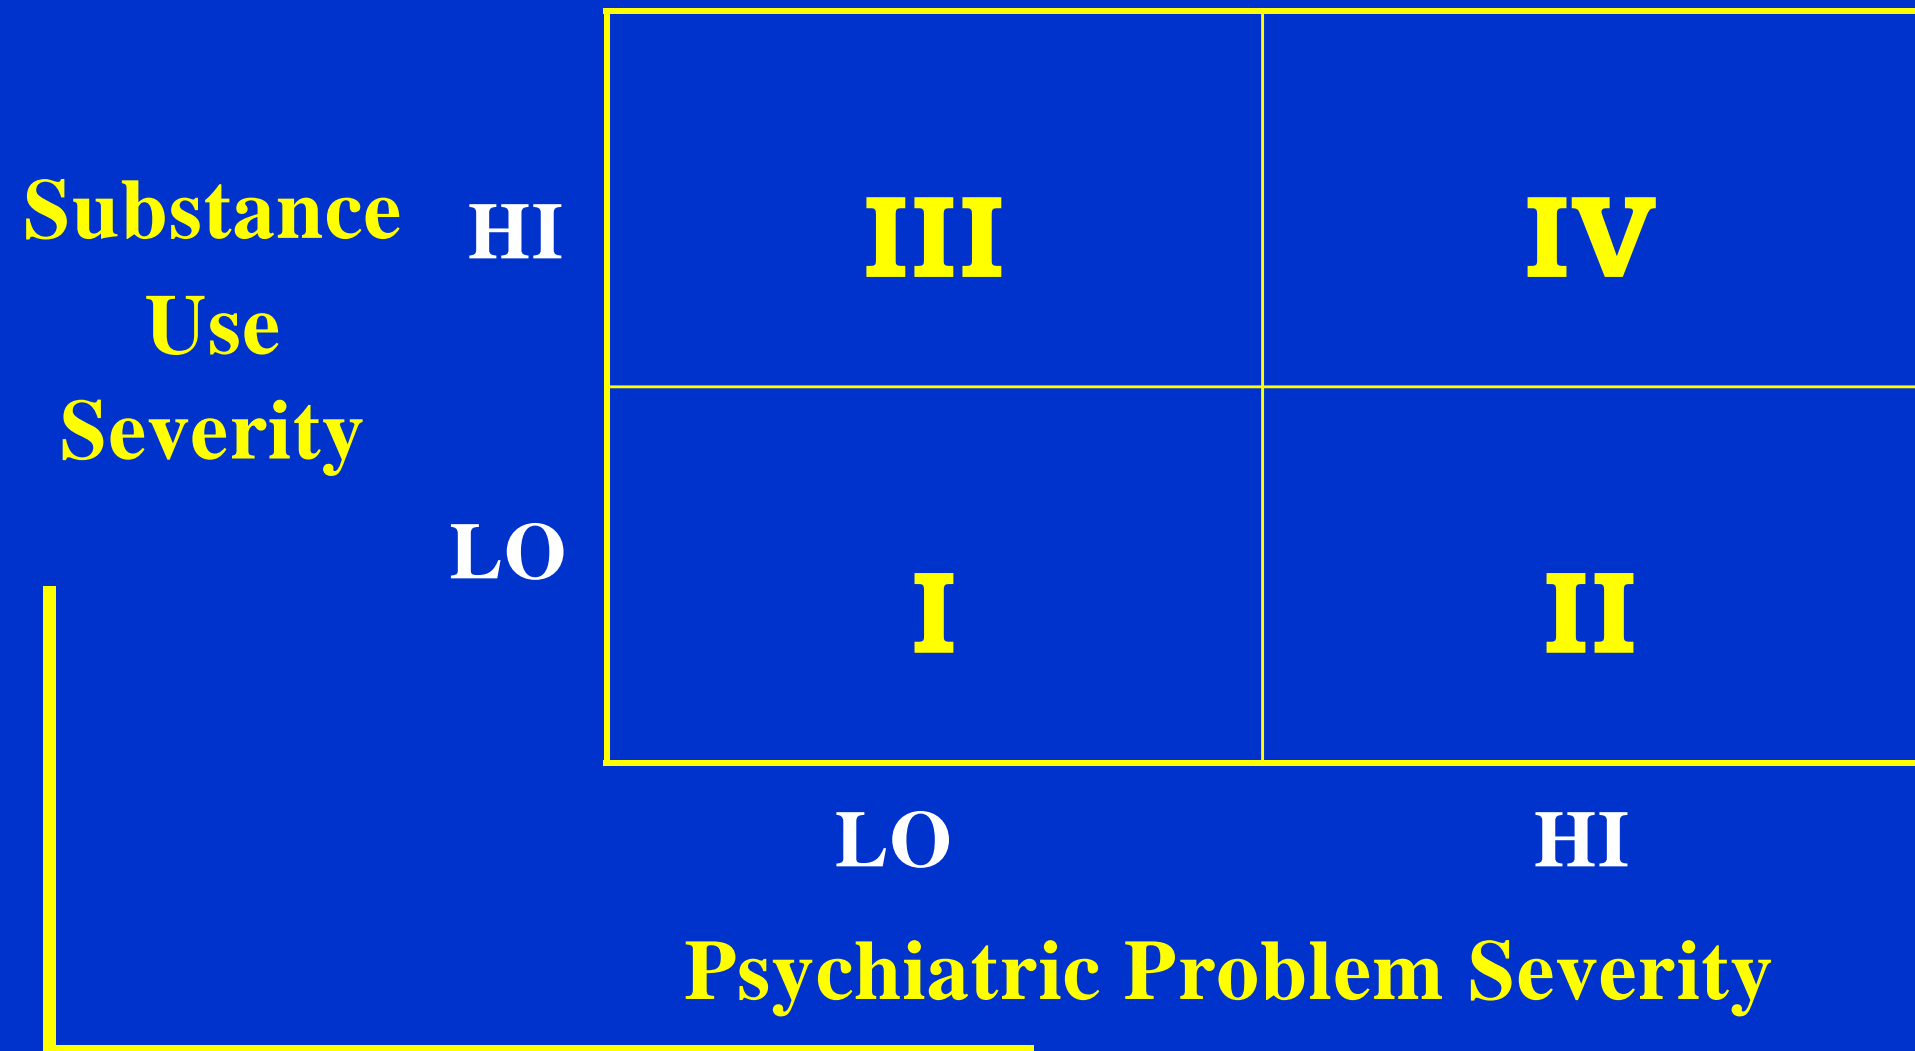 Substance
Use
Severity
HI
III
IV
LO
I
II
LO
HI
Psychiatric Problem Severity